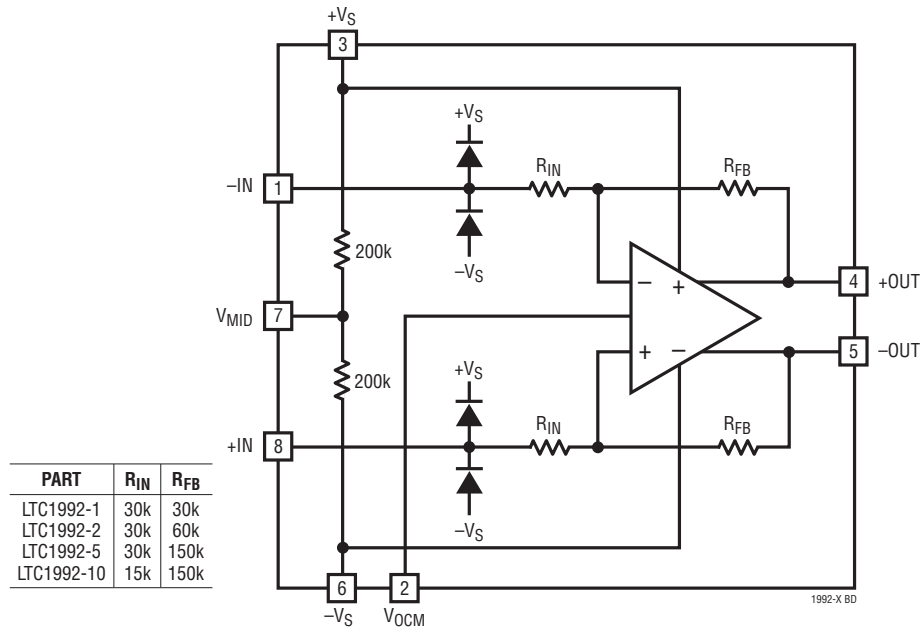 +VS
3
+VS
–IN
1
RIN
RFB
200k
–VS
– +
4
+OUT
VMID
7
5
–OUT
+ –
200k
+VS
RIN
RFB
+IN
8
–VS
PART RIN RFB
LTC1992-1 30k 30k
LTC1992-2 30k 60k
LTC1992-5 30k 150k
LTC1992-10 15k 150k
6
2
–VS
VOCM
1992-X BD